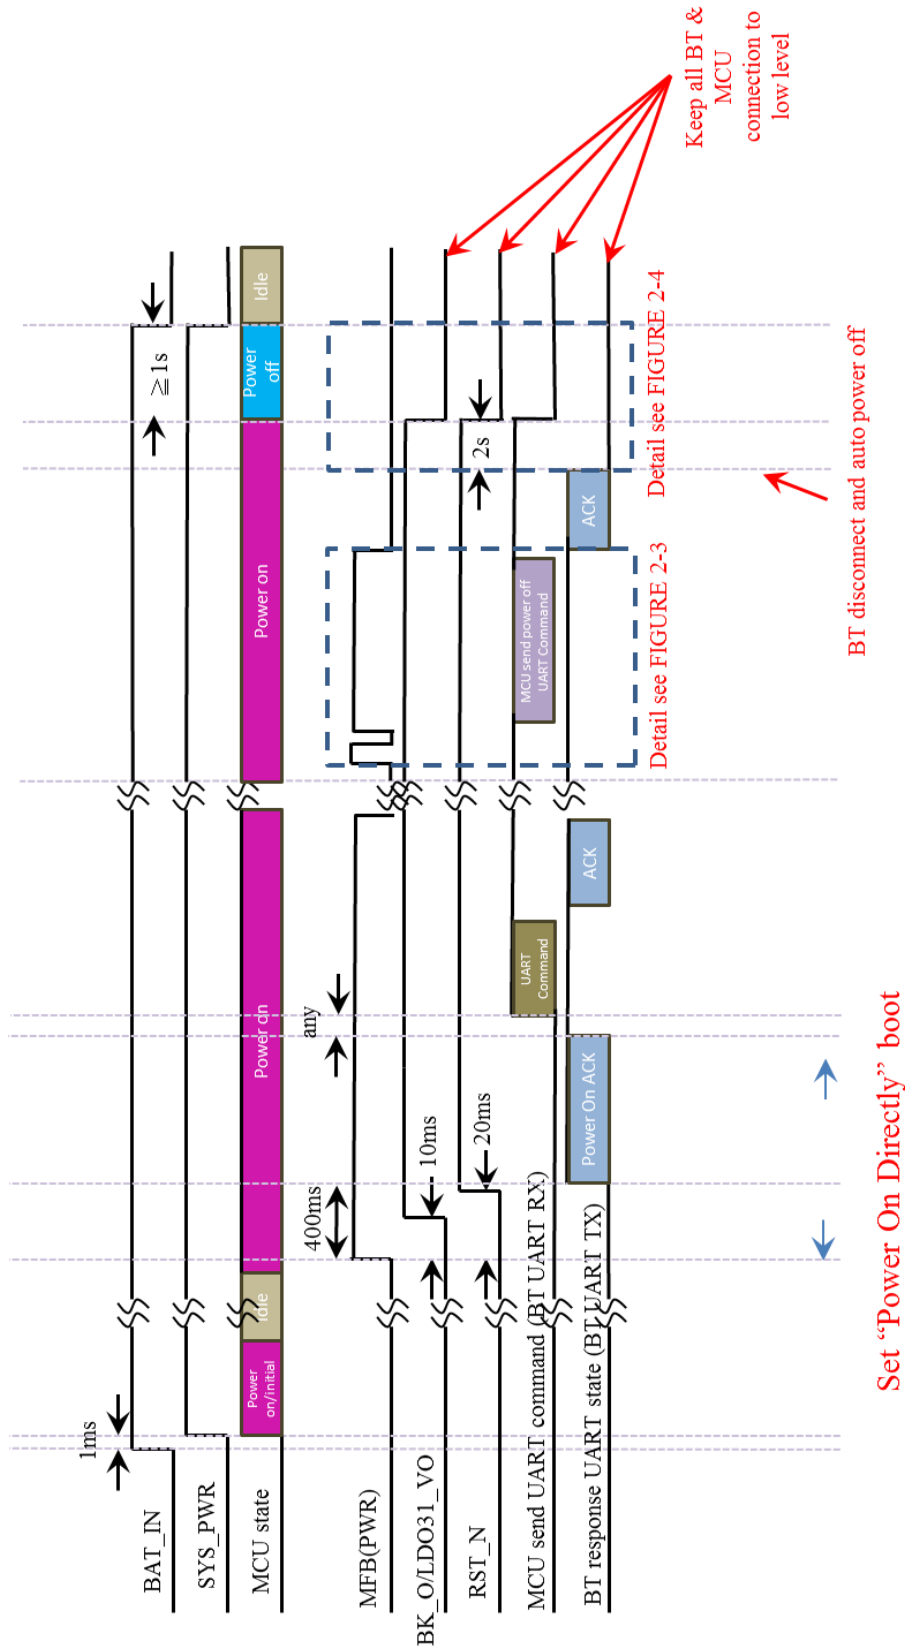 1ms
≧1s
BAT_IN
SYS_PWR
MCU state
Power
on/initial
Idle
Power on
Power on
Power
off
Idle
400ms
any
MFB(PWR)
10ms
BK_O/LDO31_VO
20ms
2s
RST_N
MCU send UART command (BT UART RX)
UART
Command
MCU send power off
UART Command
BT response UART state (BT UART TX)
Power On ACK
ACK
ACK
Detail see FIGURE 2-3
Detail see FIGURE 2-4
Keep all BT &
MCU
connection to
low level
BT disconnect and auto power off
Set “Power On Directly” boot